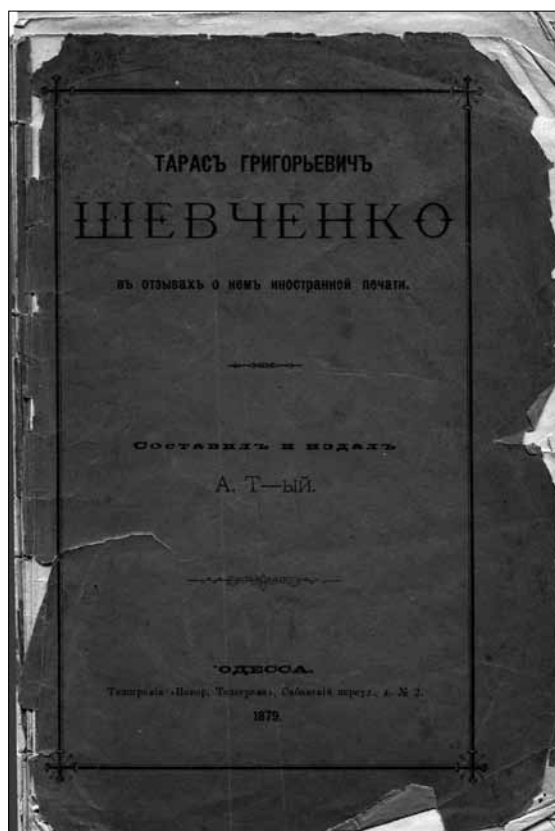 ТАРАСЪ ГРИГОРЬЕВИЧЪ
ШЕВЧЕНКО
въ отзывахъ о немъ иностранной печати.
Составилъ и издалъ
А. Т—ый.
ОДЕССА.
Типографія «Новор. Телеграфа», Сабанскій переул., д. № 2.
1879.